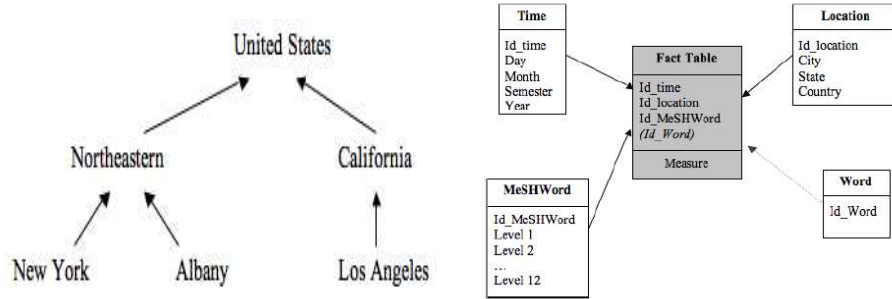 United States
Northeastern California
New York Albany Los Angeles
Time
Id_time
Day
Month
Semester
Year
Fact Table
Id_time
Id_location
Id_MeSHWord
(Id_Word)
Measure
Location
Id_location
City
State
Country
MeSHWord
Id_MeSHWord
Level 1
Level 2
...
Level 12
Word
Id_Word